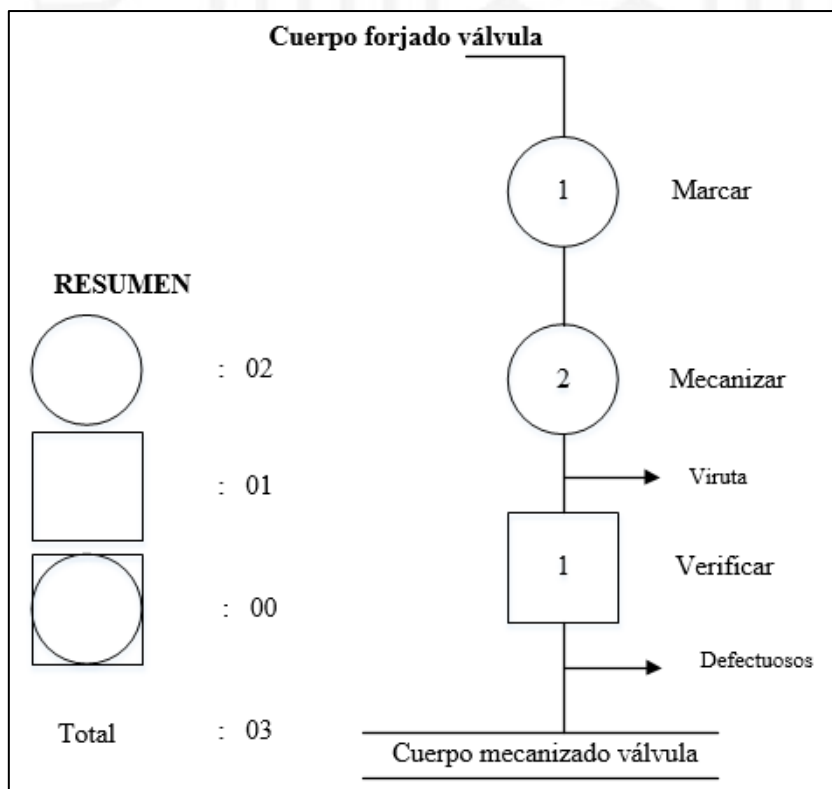 Cuerpo forjado válvula
1 Marcar
RESUMEN
: 02
2 Mecanizar
Viruta
: 01
1 Verificar
: 00
Defectuosos
Total : 03
Cuerpo mecanizado válvula